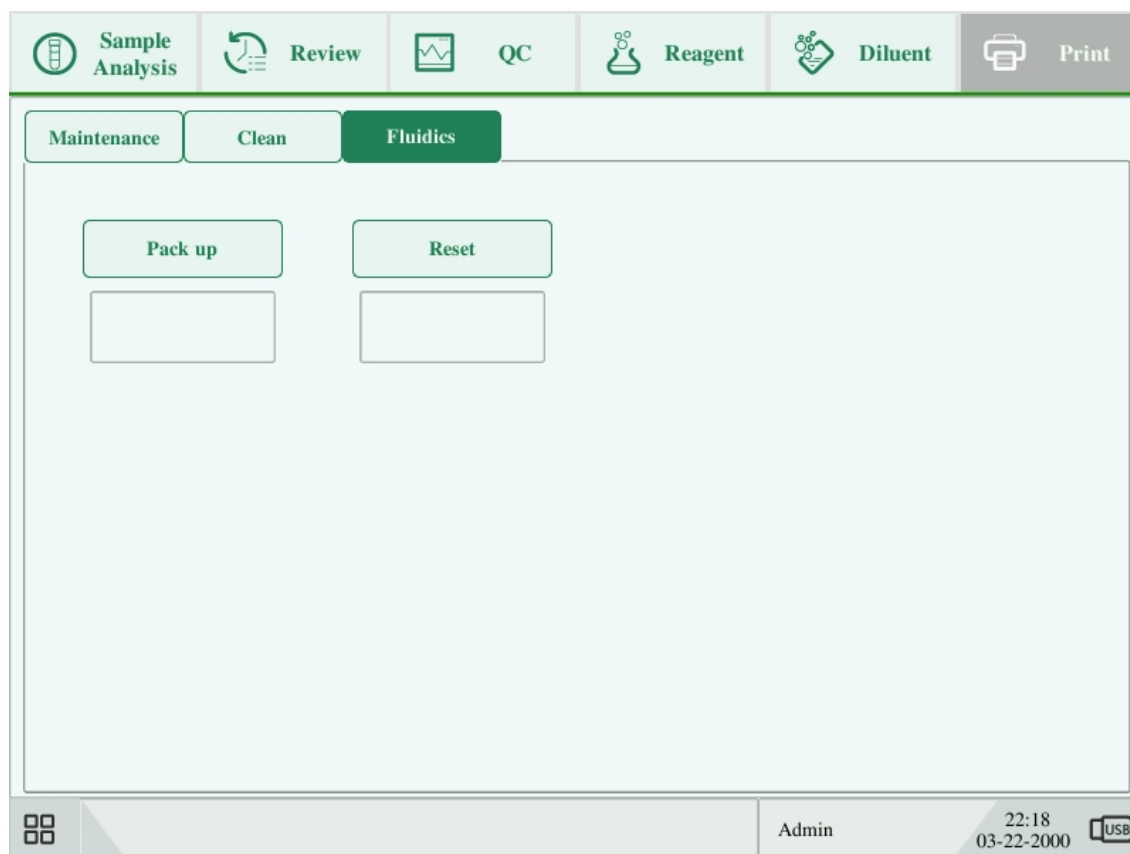 Sample
Analysis
Review
QC
Reagent
Diluent
Print
Maintenance
Clean
Fluidics
Pack up
Reset
Admin
22:18
03-22-2000
USB